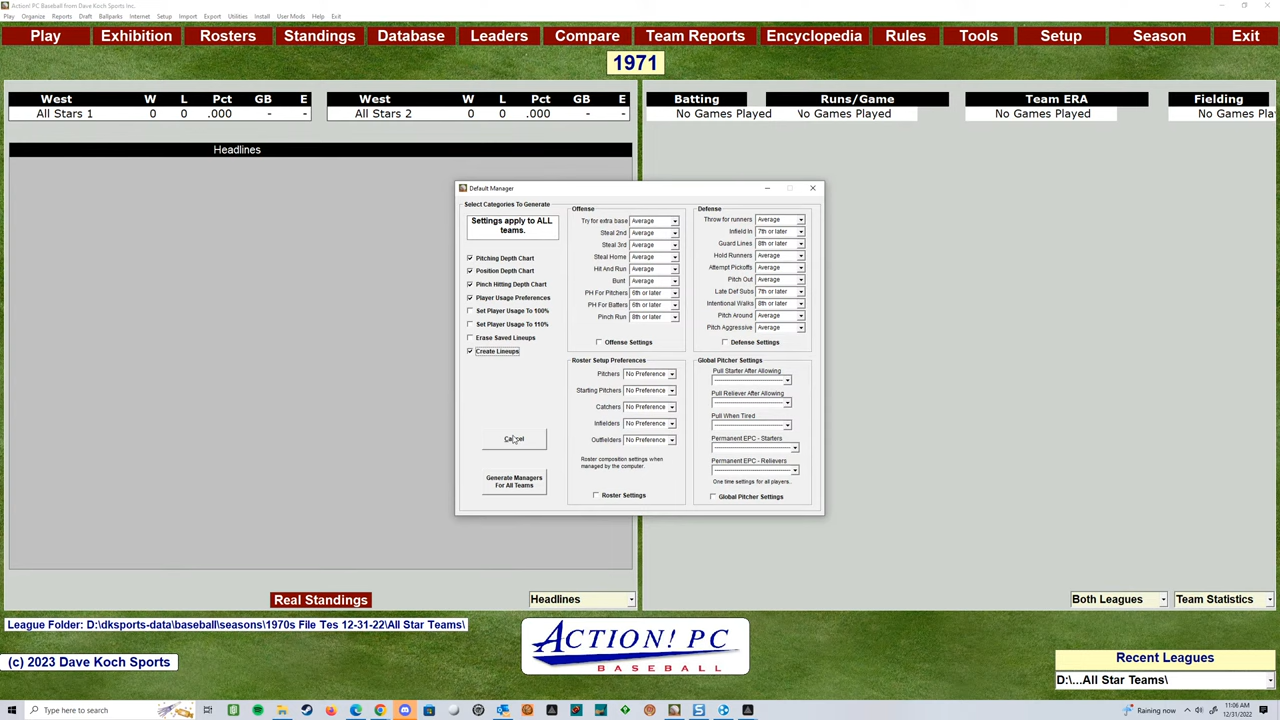 Action! PC Baseball from Dave Koch Sports Inc.
Play Organize Reports Draft Ballparks Internet Setup Import Export Utilities Install User Mods Help Exit
Play Exhibition Rosters Standings Database Leaders Compare Team Reports Encyclopedia Rules Tools Setup Season Exit
1971
West W L Pct GB E West W L Pct GB E Batting Runs/Game Team ERA Fielding
All Stars 1 0 0 .000 - - All Stars 2 0 0 .000 - - No Games Played No Games Played No Games Played No Games Pla
Headlines
Default Manager
Select Categories To Generate
Settings apply to ALL
teams.
Pitching Depth Chart
Position Depth Chart
Pinch Hitting Depth Chart
Player Usage Preferences
Set Player Usage To 100%
Set Player Usage To 110%
Erase Saved Lineups
Create Lineups
Cancel
Generate Managers
For All Teams
Offense
Try for extra base Average
Steal 2nd Average
Steal 3rd Average
Steal Home Average
Hit And Run Average
Bunt Average
PH For Pitchers 6th or later
PH For Batters 6th or later
Pinch Run 8th or later
Offense Settings
Defense
Throw for runners Average
Infield In 7th or later
Guard Lines 8th or later
Hold Runners Average
Attempt Pickoffs Average
Pitch Out Average
Late Def Subs 7th or later
Intentional Walks 8th or later
Pitch Around Average
Pitch Aggressive Average
Defense Settings
Roster Setup Preferences
Pitchers No Preference
Starting Pitchers No Preference
Catchers No Preference
Infielders No Preference
Outfielders No Preference
Roster composition settings when
managed by the computer.
Roster Settings
Global Pitcher Settings
Pull Starter After Allowing
Pull Reliever After Allowing
Pull When Tired
Permanent EPC - Starters
Permanent EPC - Relievers
One time settings for all players..
Global Pitcher Settings
Real Standings Headlines Both Leagues Team Statistics
League Folder: D:\dksports-data\baseball\seasons\1970s File Tes 12-31-22\All Star Teams\
ACTION! PC
BASEBALL
(c) 2023 Dave Koch Sports
Recent Leagues
D:\...All Star Teams\
Type here to search
Raining now
11:06 AM
12/31/2022